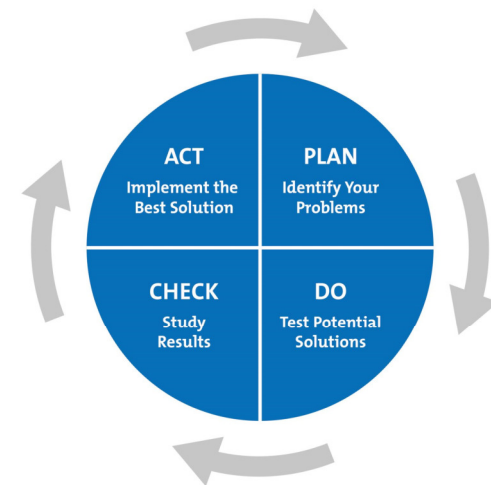 ACT
Implement the
Best Solution
PLAN
Identify Your
Problems
CHECK
Study
Results
DO
Test Potential
Solutions